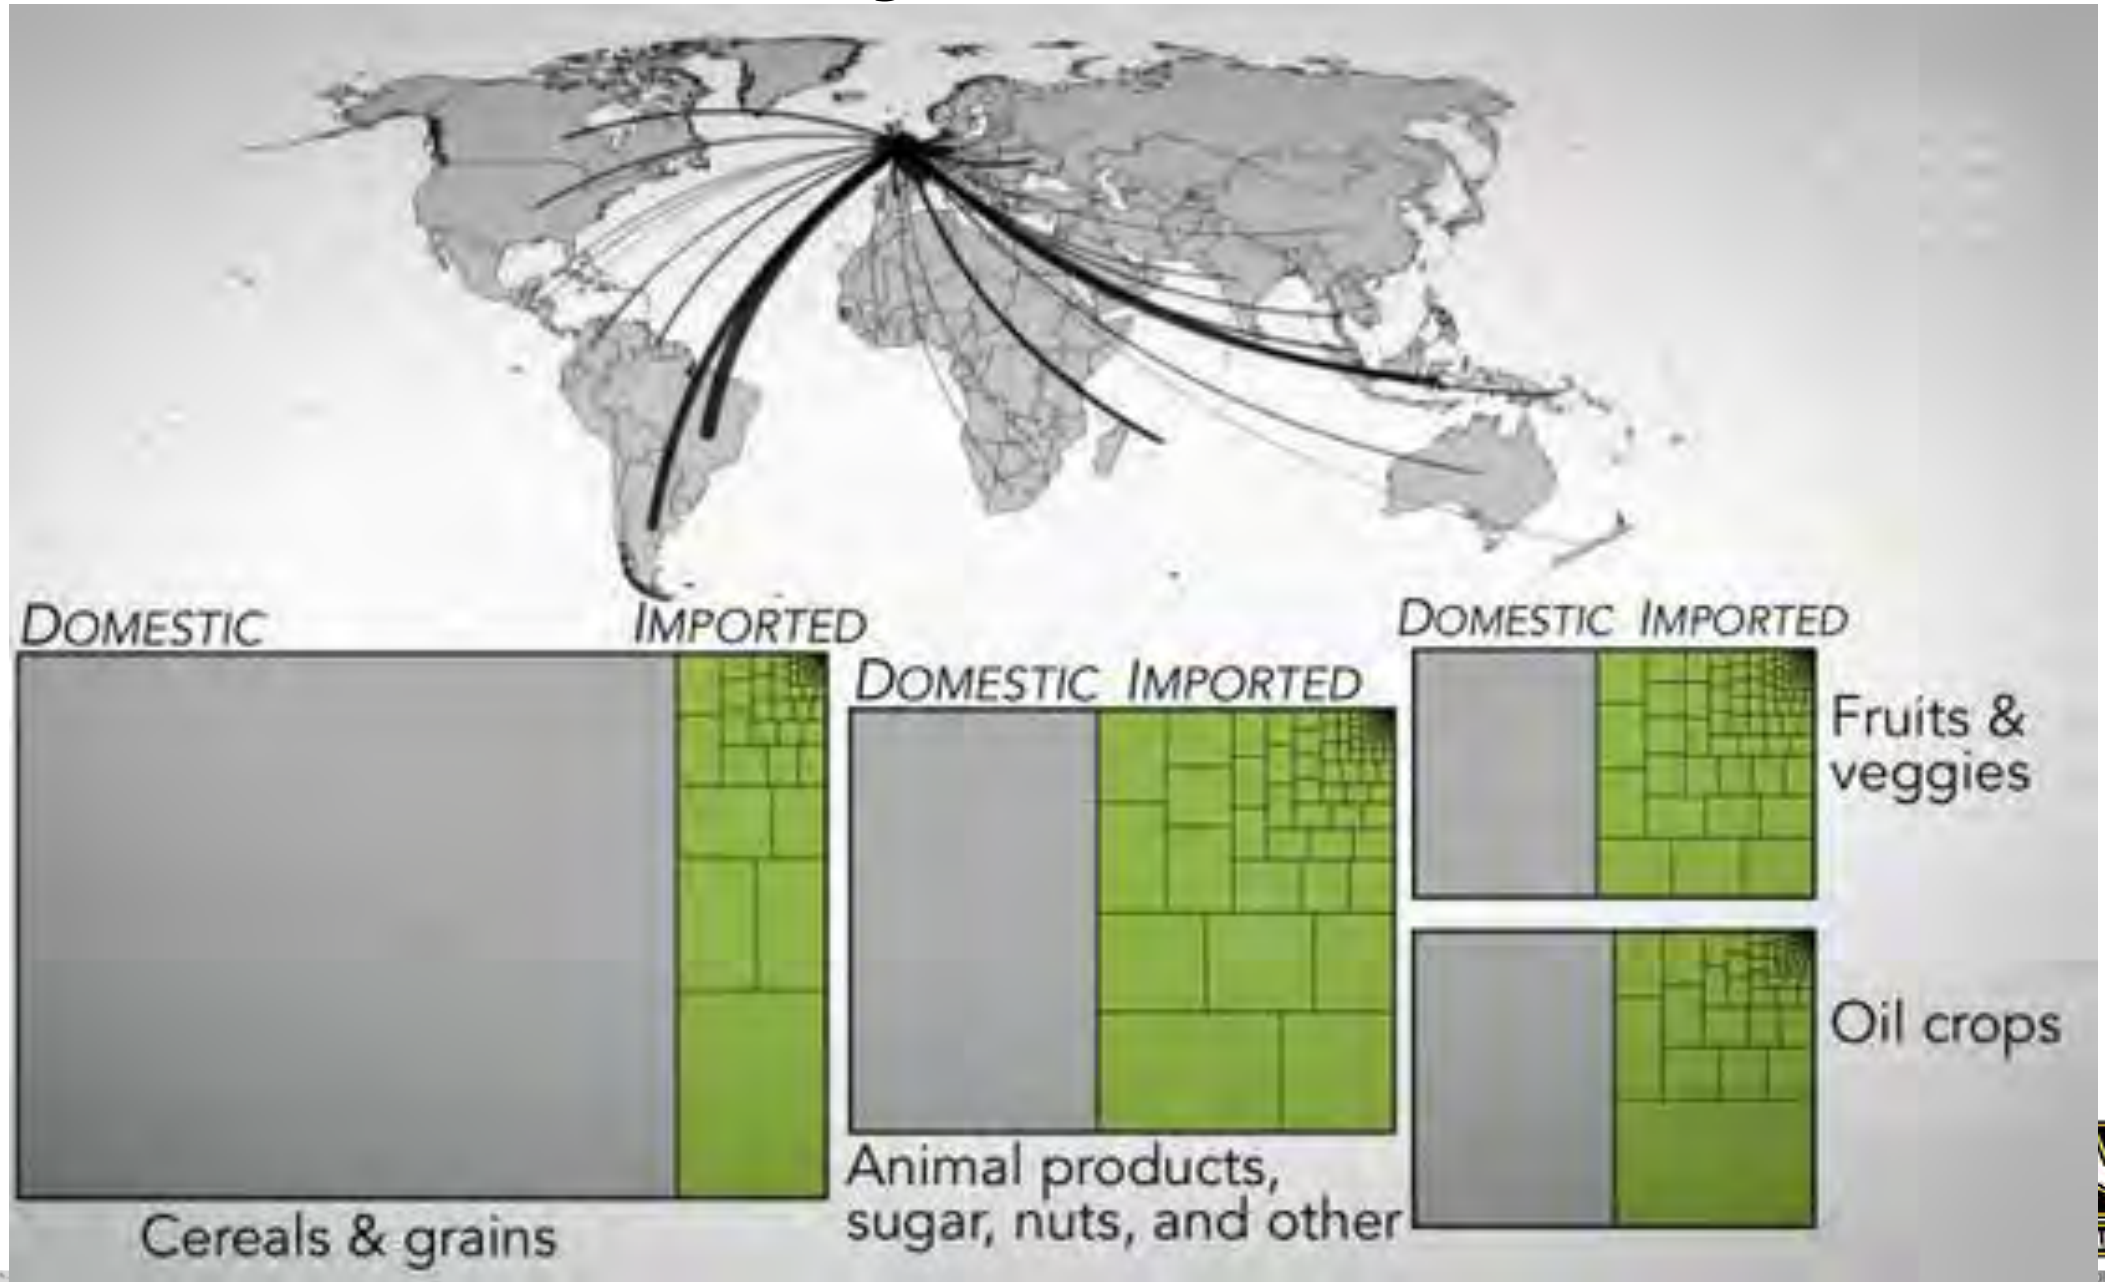 DOMESTIC IMPORTED
Cereals & grains
DOMESTIC IMPORTED
Animal products,
sugar, nuts, and other
DOMESTIC IMPORTED
Fruits &
veggies
Oil crops